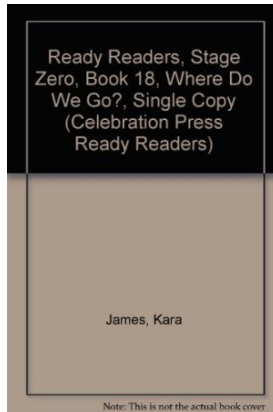 Ready Readers, Stage
Zero, Book 18, Where Do
We Go?, Single Copy
(Celebration Press
Ready Readers)
James, Kara
Note: This is not the actual book cover